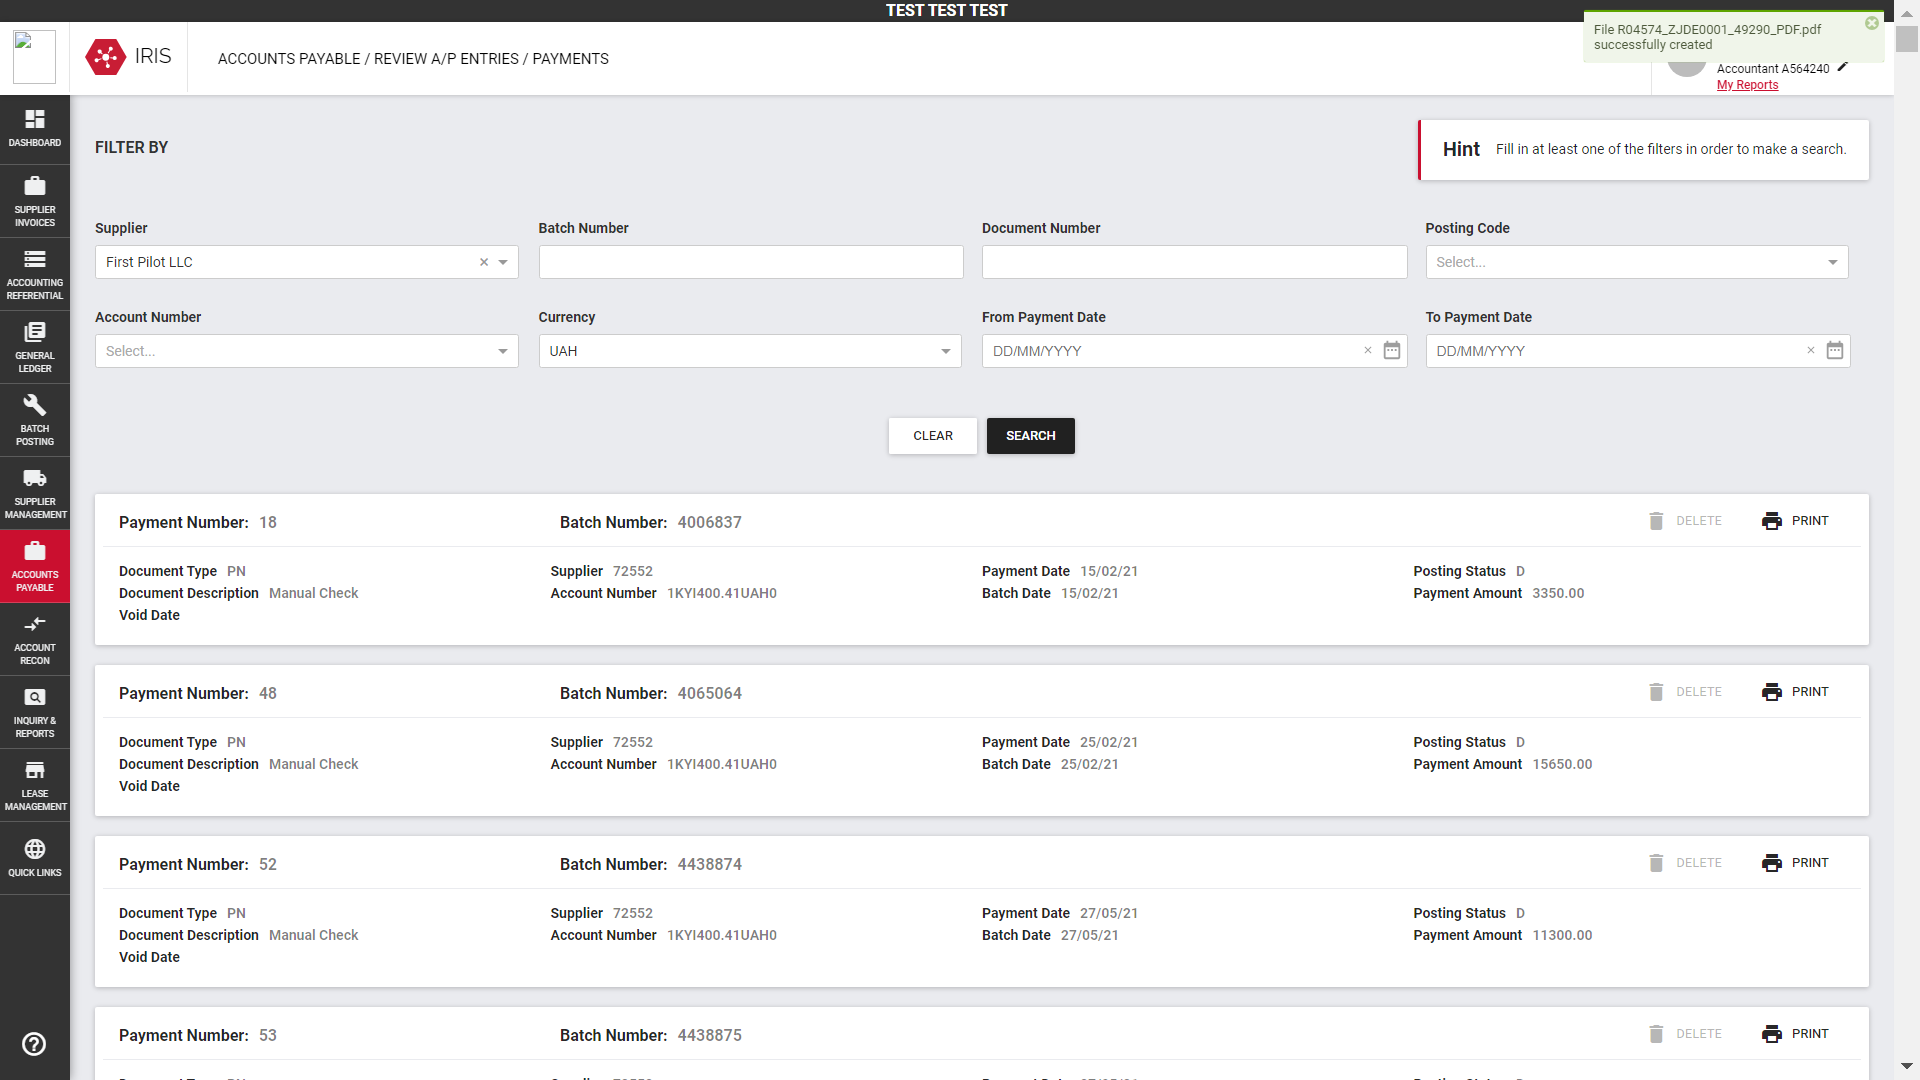 TEST TEST TEST
File R04574_ZJDE0001_49290_PDF.pdf
successfully created
IRIS
ACCOUNTS PAYABLE / REVIEW A/P ENTRIES / PAYMENTS
Accountant A564240
My Reports
DASHBOARD
SUPPLIER
INVOICES
ACCOUNTING
REFERENTIAL
GENERAL
LEDGER
BATCH
POSTING
SUPPLIER
MANAGEMENT
ACCOUNTS
PAYABLE
ACCOUNT
RECON
INQUIRY &
REPORTS
LEASE
MANAGEMENT
QUICK LINKS
FILTER BY
Hint Fill in at least one of the filters in order to make a search.
Supplier Batch Number Document Number Posting Code
First Pilot LLC Select...
Account Number Currency From Payment Date To Payment Date
Select... UAH DD/MM/YYYY DD/MM/YYYY
CLEAR SEARCH
Payment Number: 18 Batch Number: 4006837 DELETE PRINT
Document Type PN Supplier 72552 Payment Date 15/02/21 Posting Status D
Document Description Manual Check Account Number 1KYI400.41UAH0 Batch Date 15/02/21 Payment Amount 3350.00
Void Date
Payment Number: 48 Batch Number: 4065064 DELETE PRINT
Document Type PN Supplier 72552 Payment Date 25/02/21 Posting Status D
Document Description Manual Check Account Number 1KYI400.41UAH0 Batch Date 25/02/21 Payment Amount 15650.00
Void Date
Payment Number: 52 Batch Number: 4438874 DELETE PRINT
Document Type PN Supplier 72552 Payment Date 27/05/21 Posting Status D
Document Description Manual Check Account Number 1KYI400.41UAH0 Batch Date 27/05/21 Payment Amount 11300.00
Void Date
Payment Number: 53 Batch Number: 4438875 DELETE PRINT